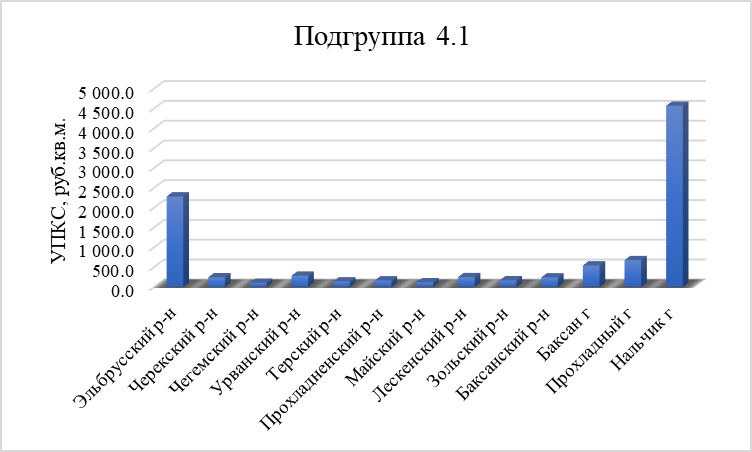 Подгруппа 4.1
УПКС, руб.кв.м.
5 000.0
4 500.0
4 000.0
3 500.0
3 000.0
2 500.0
2 000.0
1 500.0
1 000.0
500.0
0.0
Эльбрусский р-н
Черекский р-н
Чегемский р-н
Урванский р-н
Терский р-н
Прохладненский р-н
Майский р-н
Лескенский р-н
Зольский р-н
Баксанский р-н
Баксан г
Прохладный г
Нальчик г